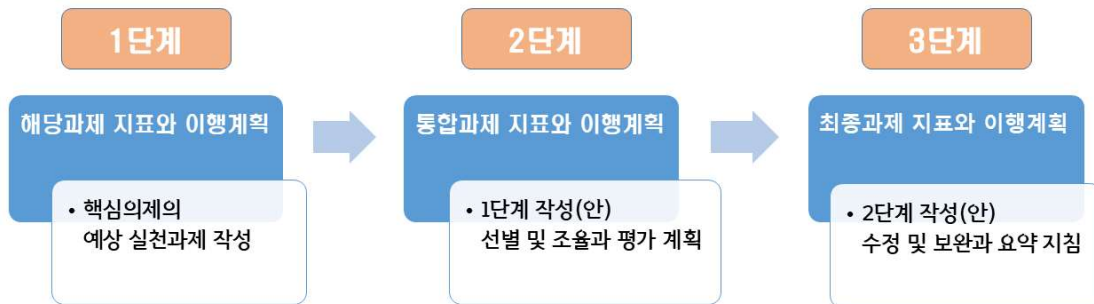 1단계
해당과제 지표와 이행계획
• 핵심의제의
예상 실천과제 작성
2단계
통합과제 지표와 이행계획
• 1단계 작성(안)
선별 및 조율과 평가 계획
3단계
최종과제 지표와 이행계획
• 2단계 작성(안)
수정 및 보완과 요약 지침